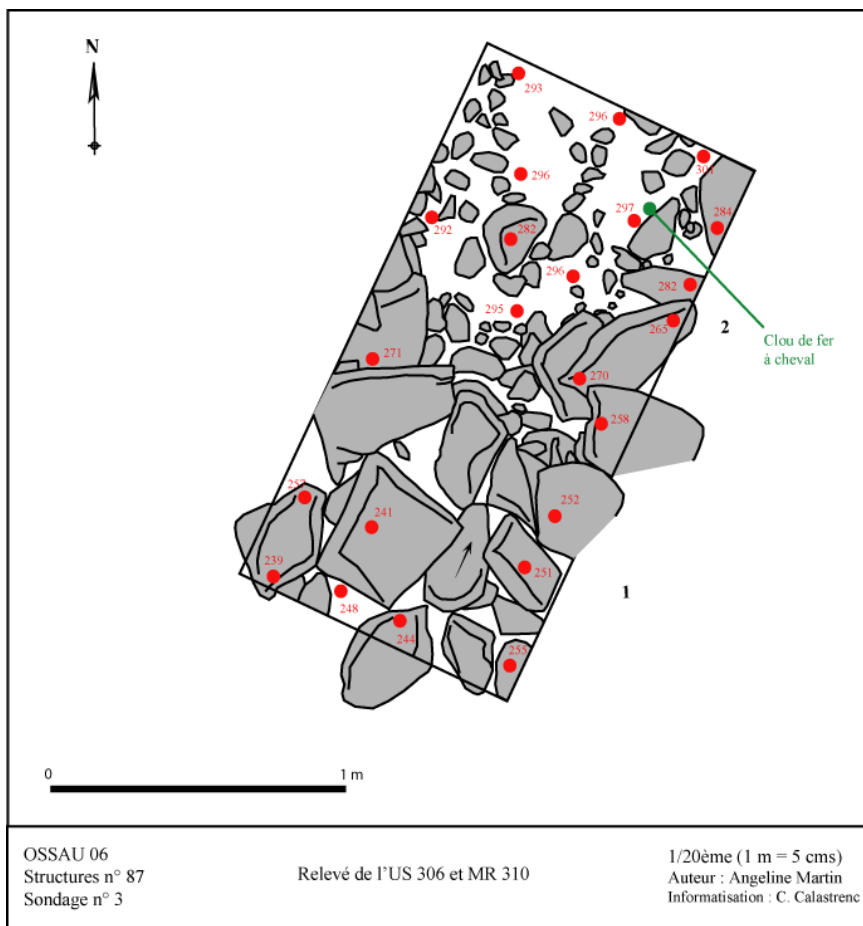 N
293
296
301
296
284
292
297
282
296
282
295
265
2
Clou de fer
à cheval
271
270
258
257
252
241
251
239
248
1
244
255
0 1 m
OSSAU 06
Structures n° 87
Sondage n° 3
Relevé de l'US 306 et MR 310
1/20ème (1 m = 5 cms)
Auteur : Angeline Martin
Informatisation : C. Calastrenc